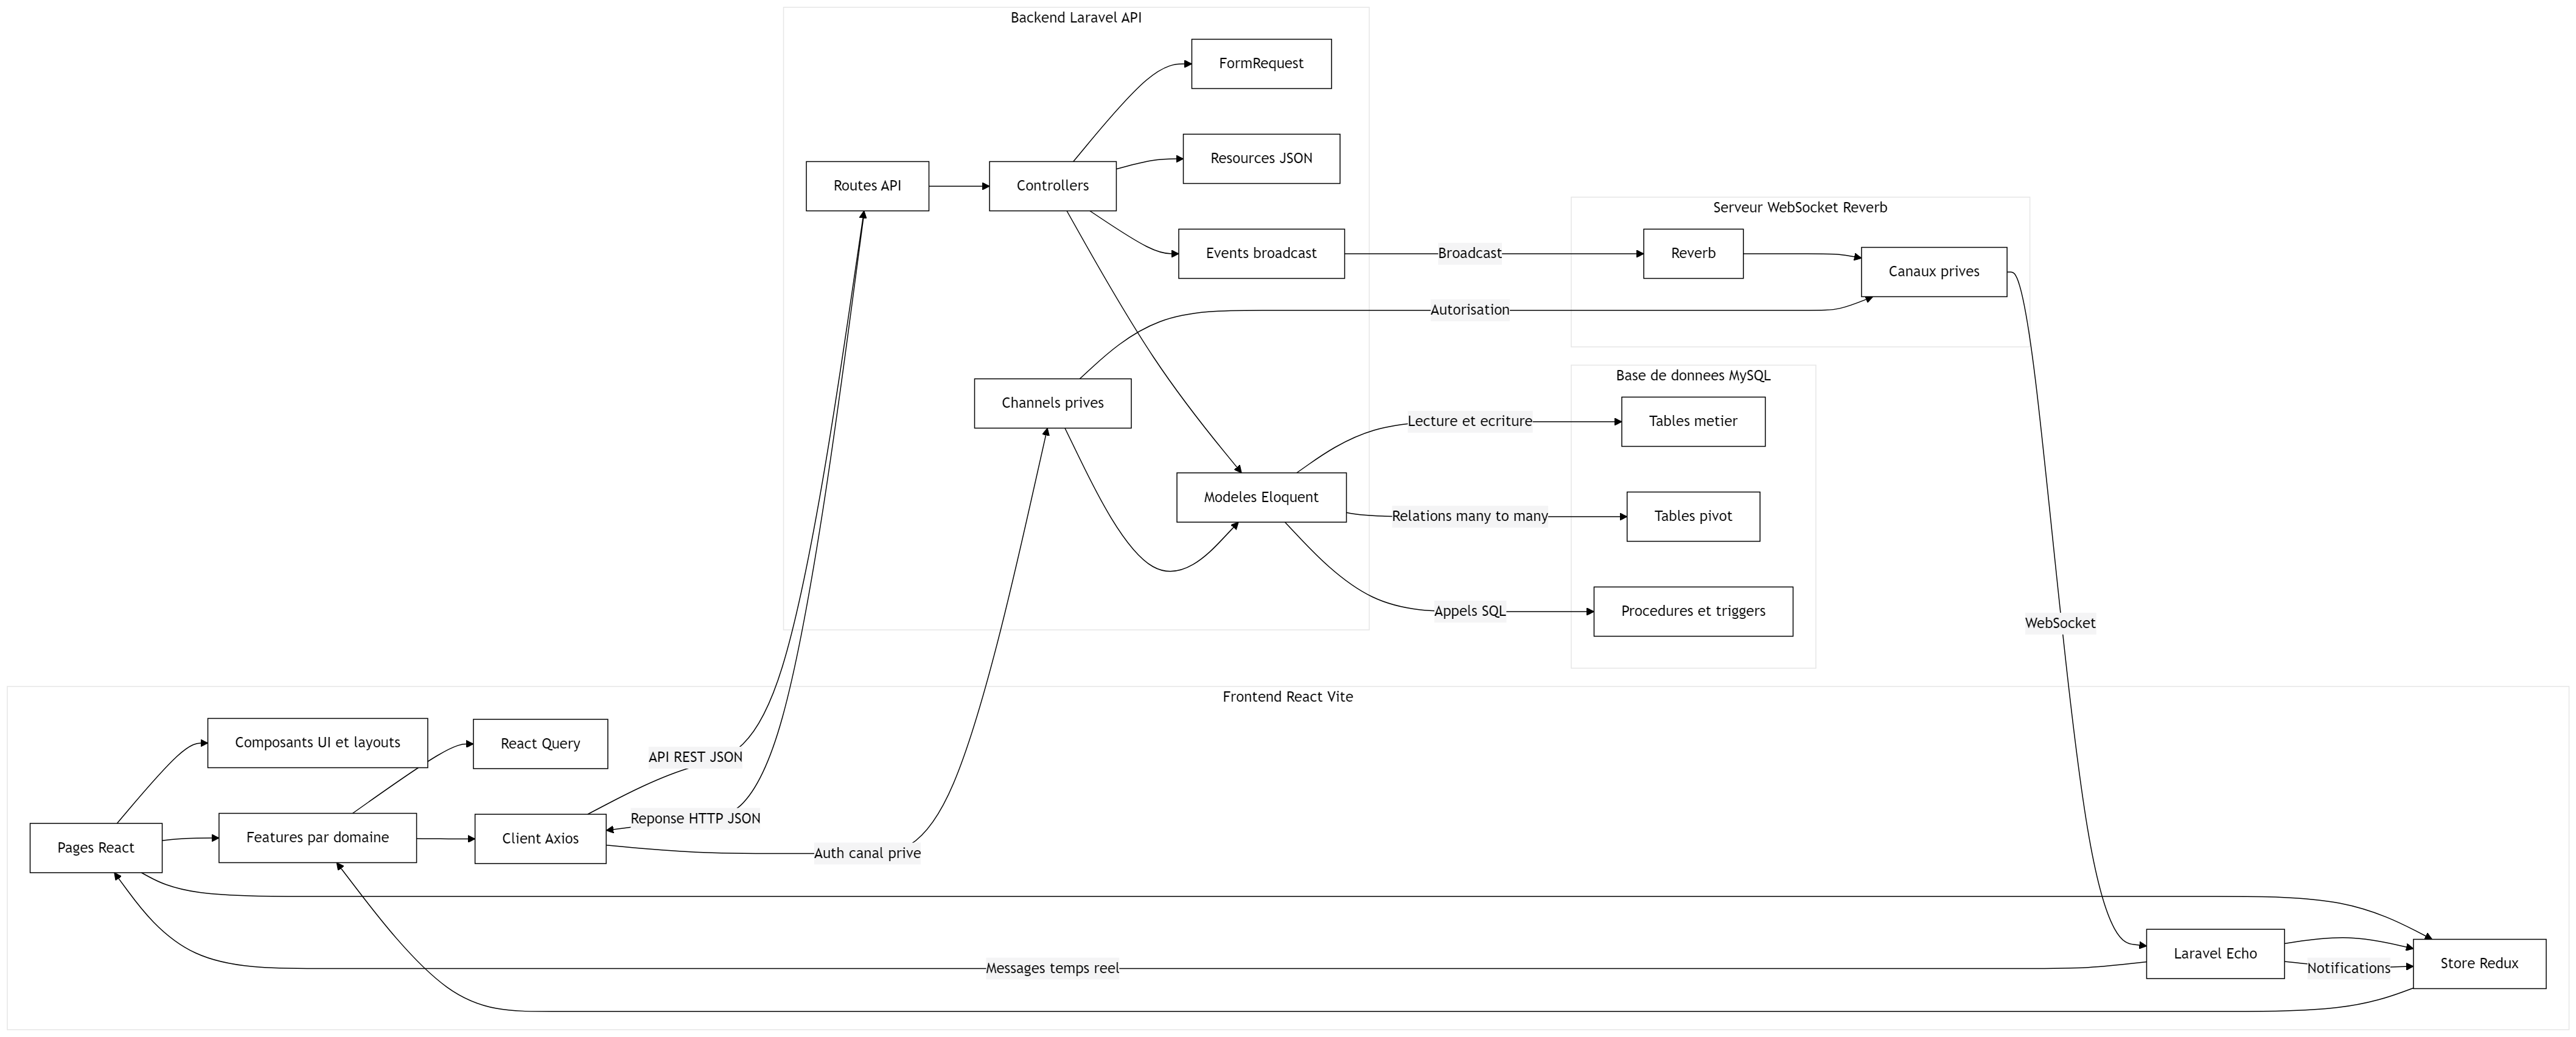 Backend Laravel API
FormRequest
Resources JSON
Routes API
Controllers
Events broadcast
Broadcast
Serveur WebSocket Reverb
Reverb
Canaux prives
Autorisation
Channels prives
Modeles Eloquent
Base de donnees MySQL
Lecture et ecriture
Tables metier
Relations many to many
Tables pivot
Appels SQL
Procedures et triggers
WebSocket
Frontend React Vite
Composants UI et layouts
React Query
API REST JSON
Reponse HTTP JSON
Pages React
Features par domaine
Client Axios
Auth canal prive
Messages temps reel
Laravel Echo
Notifications
Store Redux